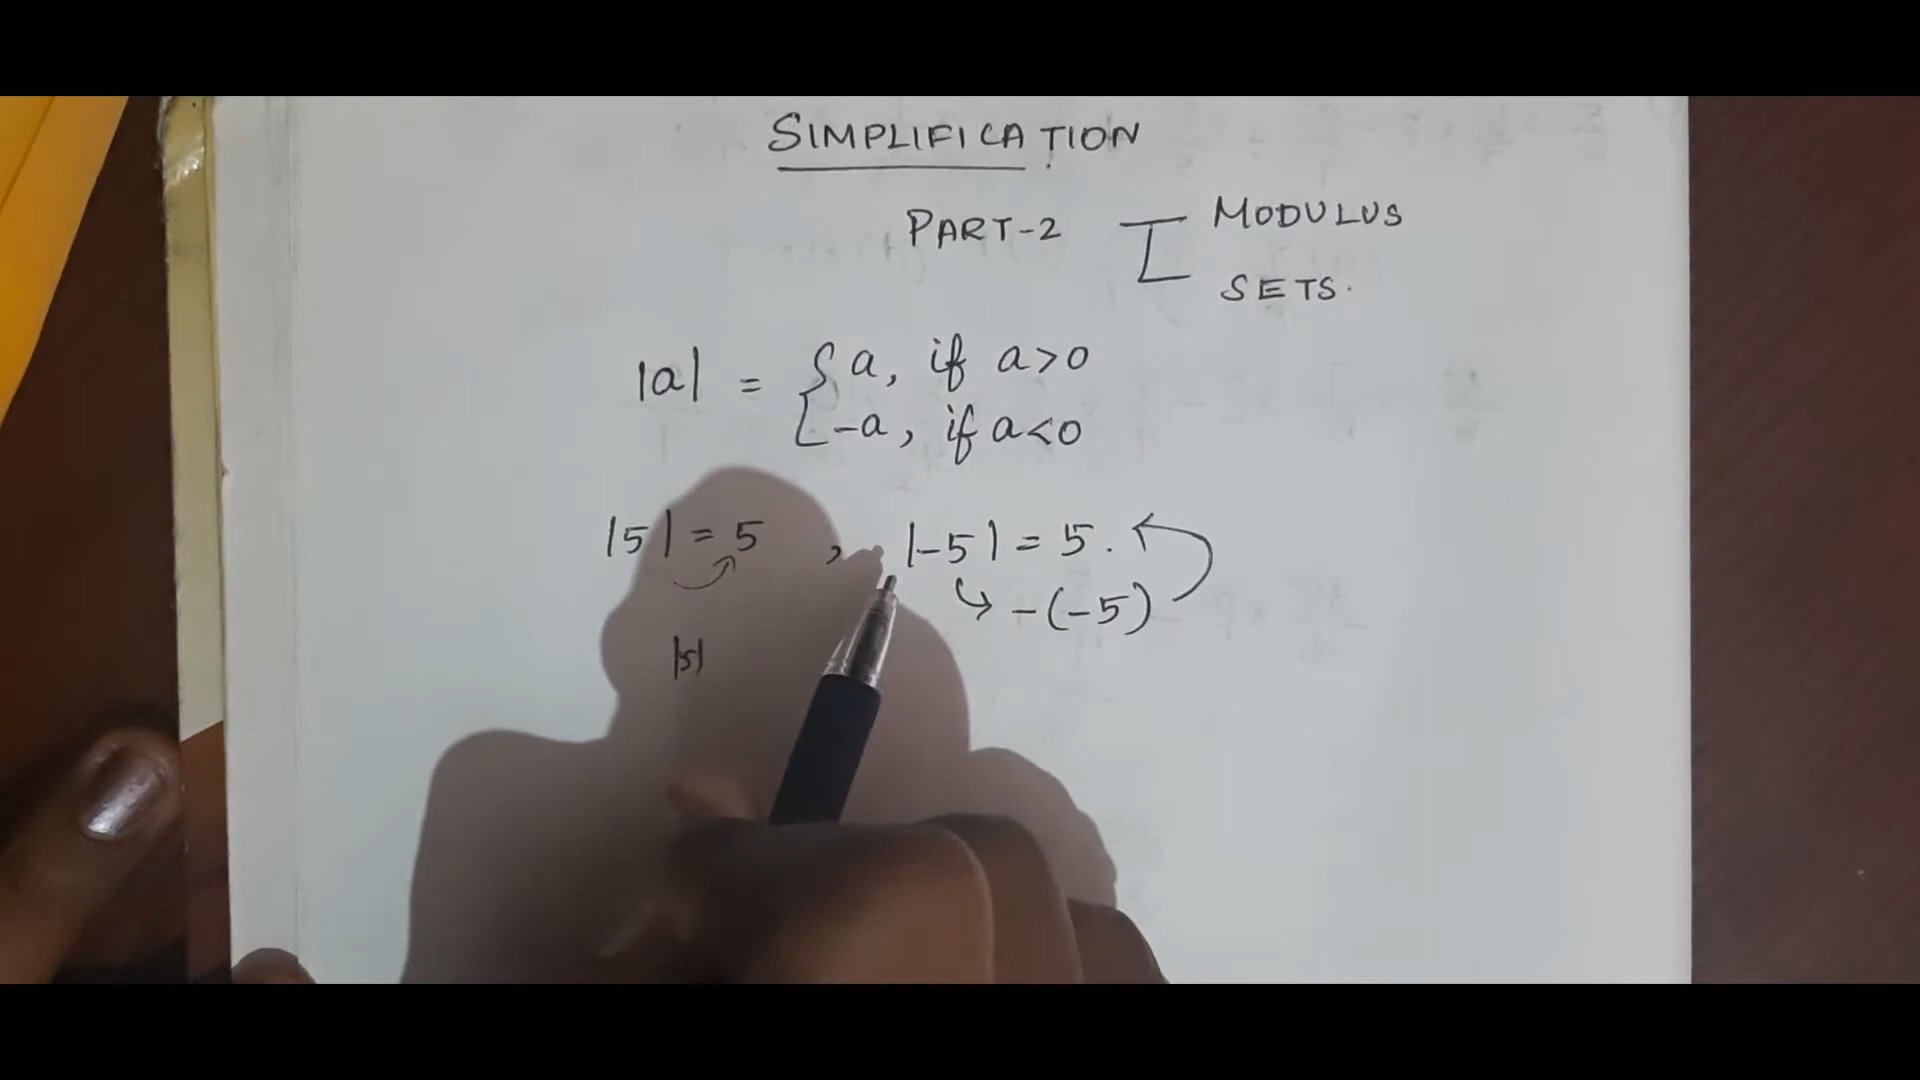 SIMPLIFICATION
PART-2 MODULUS
SETS.
|a| = { a, if a>0
-a, if a<0
|5| = 5 , |-5| = 5.
-(-5)
|5|